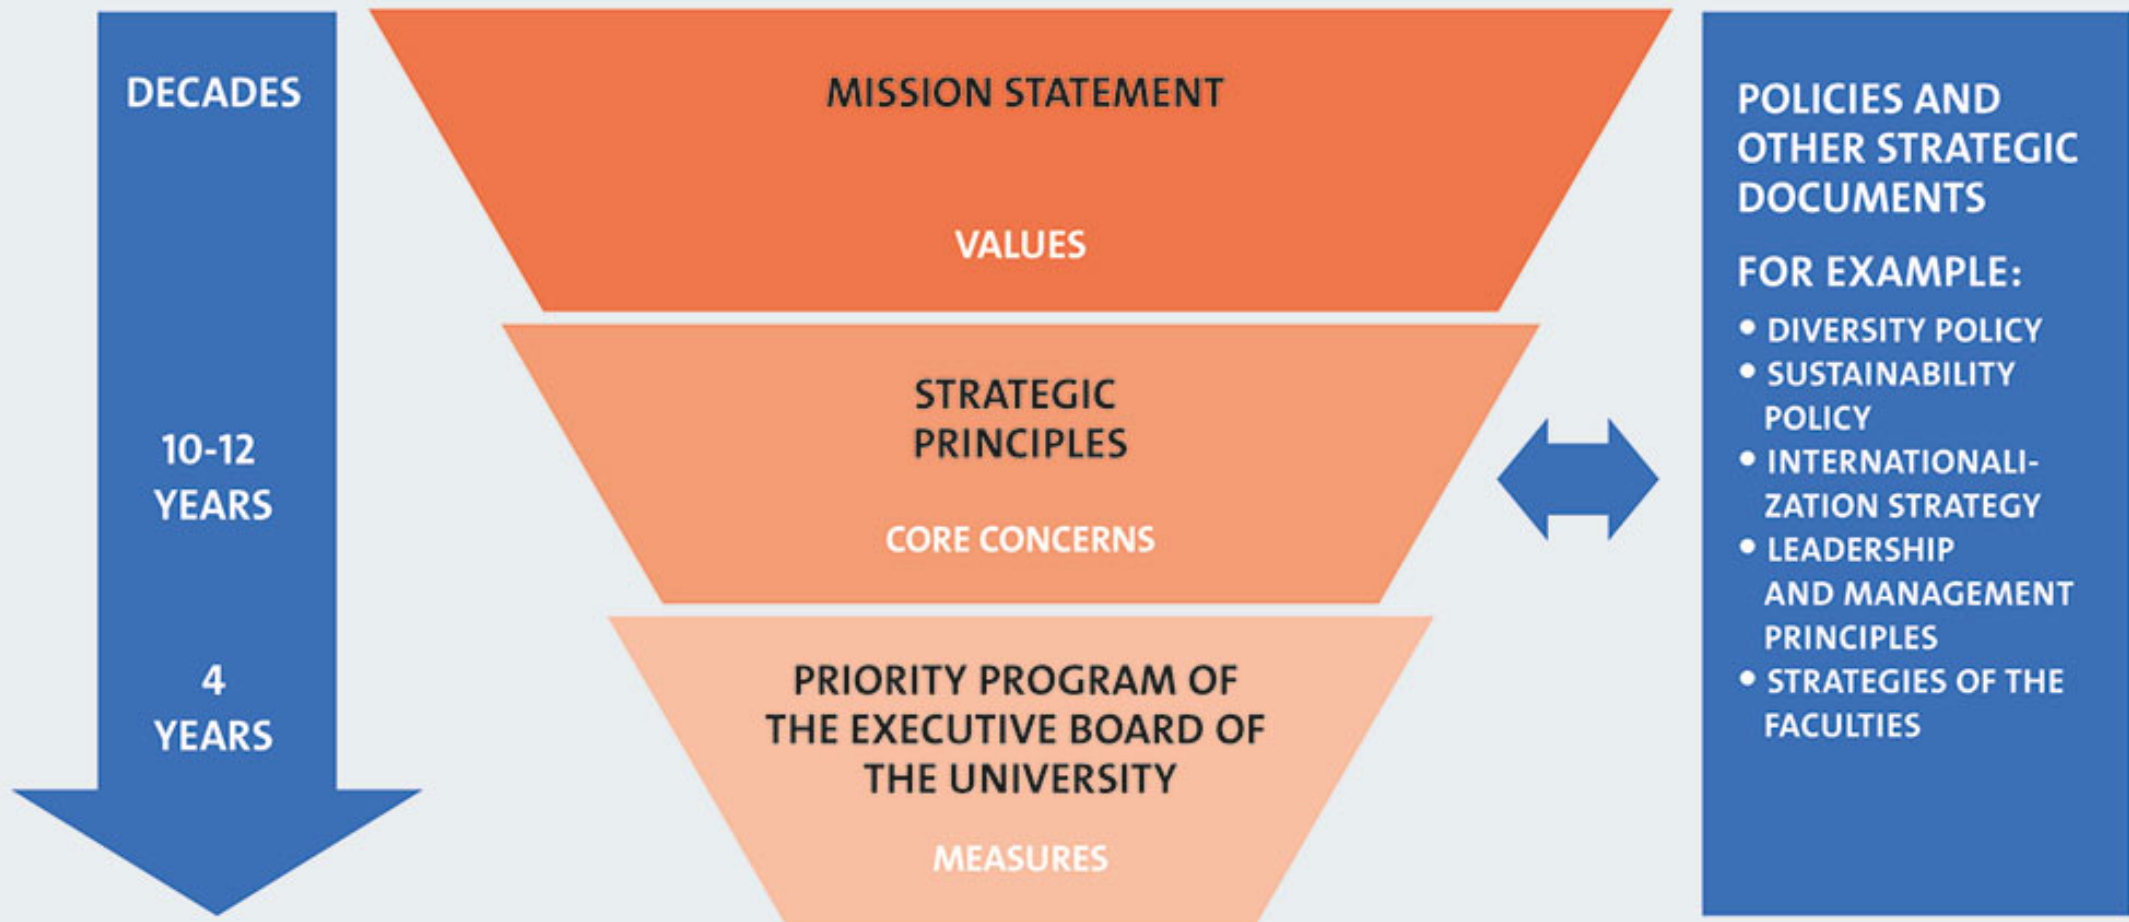 DECADES
10-12
YEARS
4
YEARS
MISSION STATEMENT
VALUES
STRATEGIC
PRINCIPLES
CORE CONCERNS
PRIORITY PROGRAM OF
THE EXECUTIVE BOARD OF
THE UNIVERSITY
MEASURES
POLICIES AND
OTHER STRATEGIC
DOCUMENTS
FOR EXAMPLE:
• DIVERSITY POLICY
• SUSTAINABILITY
POLICY
• INTERNATIONALI-
ZATION STRATEGY
• LEADERSHIP
AND MANAGEMENT
PRINCIPLES
• STRATEGIES OF THE
FACULTIES